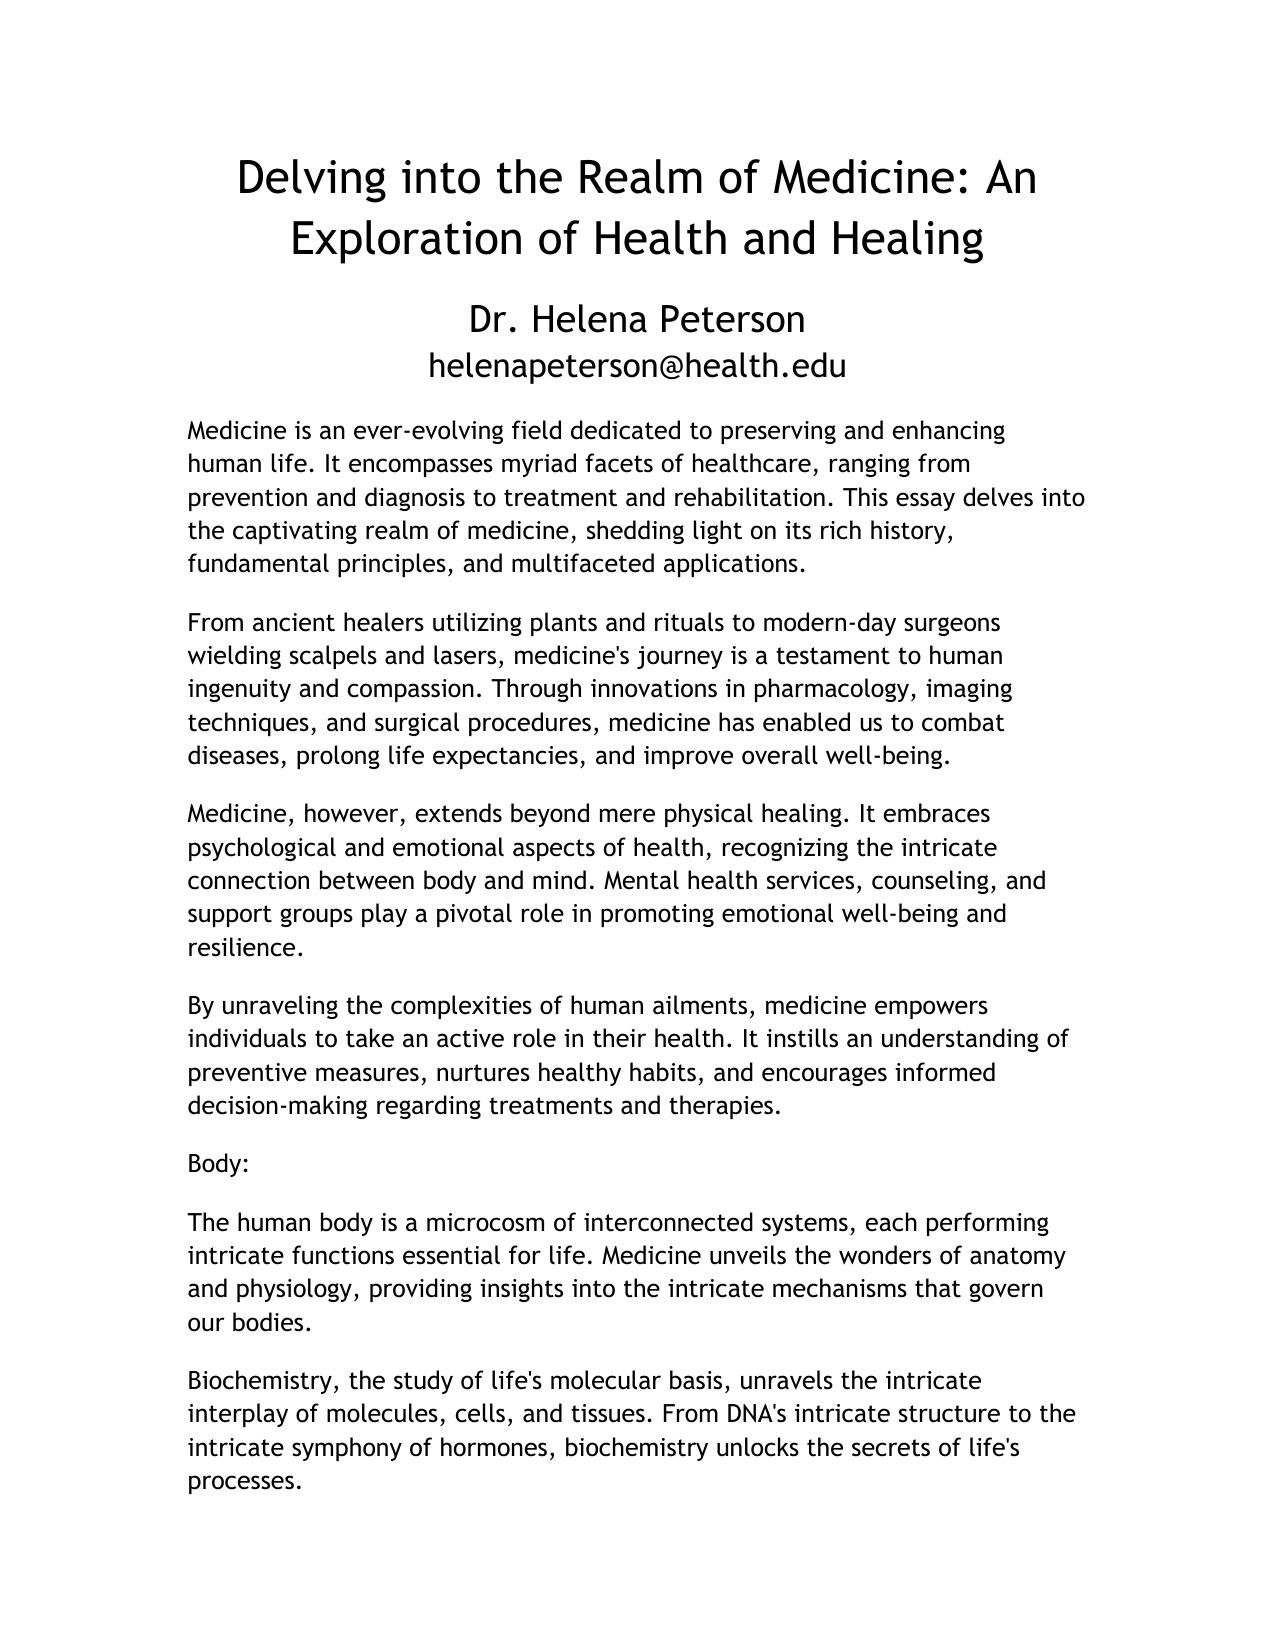 Delving into the Realm of Medicine: An
Exploration of Health and Healing
Dr. Helena Peterson
helenapeterson@health.edu
Medicine is an ever-evolving field dedicated to preserving and enhancing
human life. It encompasses myriad facets of healthcare, ranging from
prevention and diagnosis to treatment and rehabilitation. This essay delves into
the captivating realm of medicine, shedding light on its rich history,
fundamental principles, and multifaceted applications.
From ancient healers utilizing plants and rituals to modern-day surgeons
wielding scalpels and lasers, medicine's journey is a testament to human
ingenuity and compassion. Through innovations in pharmacology, imaging
techniques, and surgical procedures, medicine has enabled us to combat
diseases, prolong life expectancies, and improve overall well-being.
Medicine, however, extends beyond mere physical healing. It embraces
psychological and emotional aspects of health, recognizing the intricate
connection between body and mind. Mental health services, counseling, and
support groups play a pivotal role in promoting emotional well-being and
resilience.
By unraveling the complexities of human ailments, medicine empowers
individuals to take an active role in their health. It instills an understanding of
preventive measures, nurtures healthy habits, and encourages informed
decision-making regarding treatments and therapies.
Body:
The human body is a microcosm of interconnected systems, each performing
intricate functions essential for life. Medicine unveils the wonders of anatomy
and physiology, providing insights into the intricate mechanisms that govern
our bodies.
Biochemistry, the study of life's molecular basis, unravels the intricate
interplay of molecules, cells, and tissues. From DNA's intricate structure to the
intricate symphony of hormones, biochemistry unlocks the secrets of life's
processes.